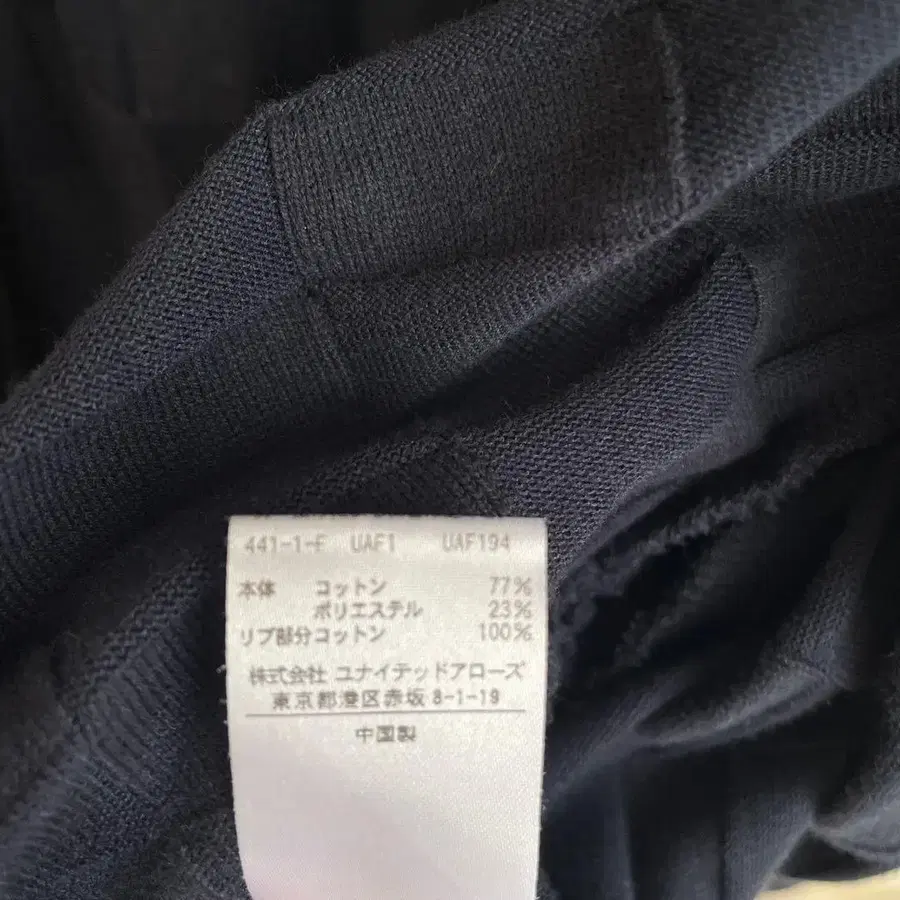 441-1-E UAF1 UAF194
本体 コットン 77%
ポリエステル 23%
リブ部分コットン 100%
株式会社 ユナイテッドアローズ
東京都港区赤坂 8-1-19
中国製